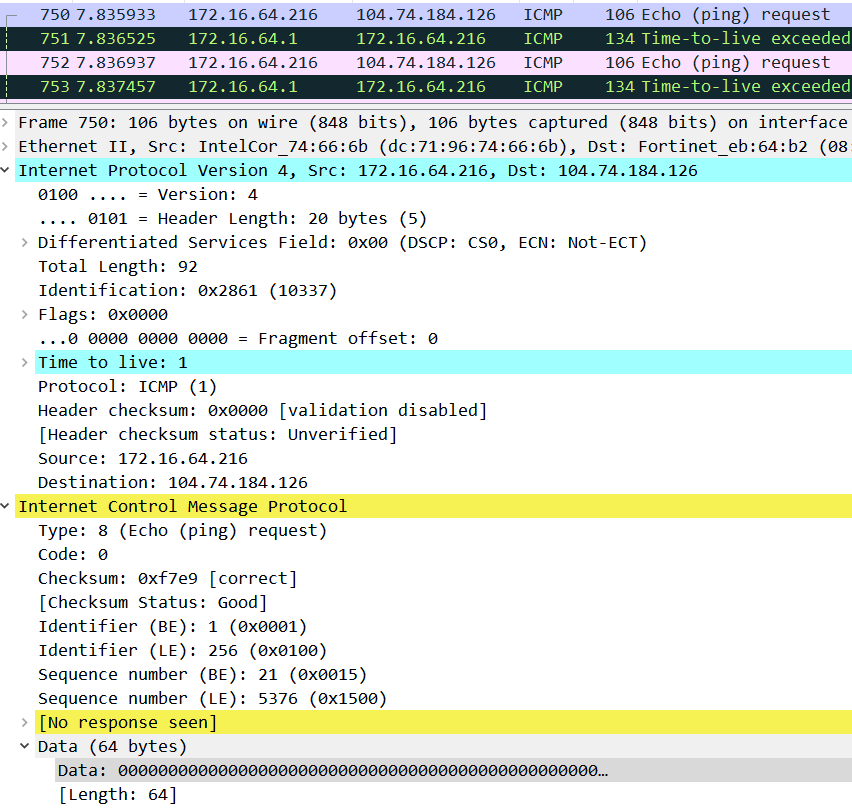 750 7.835933 172.16.64.216 104.74.184.126 ICMP 106 Echo (ping) request
751 7.836525 172.16.64.1 172.16.64.216 ICMP 134 Time-to-live exceeded
752 7.836937 172.16.64.216 104.74.184.126 ICMP 106 Echo (ping) request
753 7.837457 172.16.64.1 172.16.64.216 ICMP 134 Time-to-live exceeded
Frame 750: 106 bytes on wire (848 bits), 106 bytes captured (848 bits) on interface
Ethernet II, Src: IntelCor_74:66:6b (dc:71:96:74:66:6b), Dst: Fortinet_eb:64:b2 (08:
Internet Protocol Version 4, Src: 172.16.64.216, Dst: 104.74.184.126
0100 .... = Version: 4
.... 0101 = Header Length: 20 bytes (5)
Differentiated Services Field: 0x00 (DSCP: CS0, ECN: Not-ECT)
Total Length: 92
Identification: 0x2861 (10337)
Flags: 0x0000
...0 0000 0000 0000 = Fragment offset: 0
Time to live: 1
Protocol: ICMP (1)
Header checksum: 0x0000 [validation disabled]
[Header checksum status: Unverified]
Source: 172.16.64.216
Destination: 104.74.184.126
Internet Control Message Protocol
Type: 8 (Echo (ping) request)
Code: 0
Checksum: 0xf7e9 [correct]
[Checksum Status: Good]
Identifier (BE): 1 (0x0001)
Identifier (LE): 256 (0x0100)
Sequence number (BE): 21 (0x0015)
Sequence number (LE): 5376 (0x1500)
[No response seen]
Data (64 bytes)
Data: 000000000000000000000000000000000000000000000000…
[Length: 64]